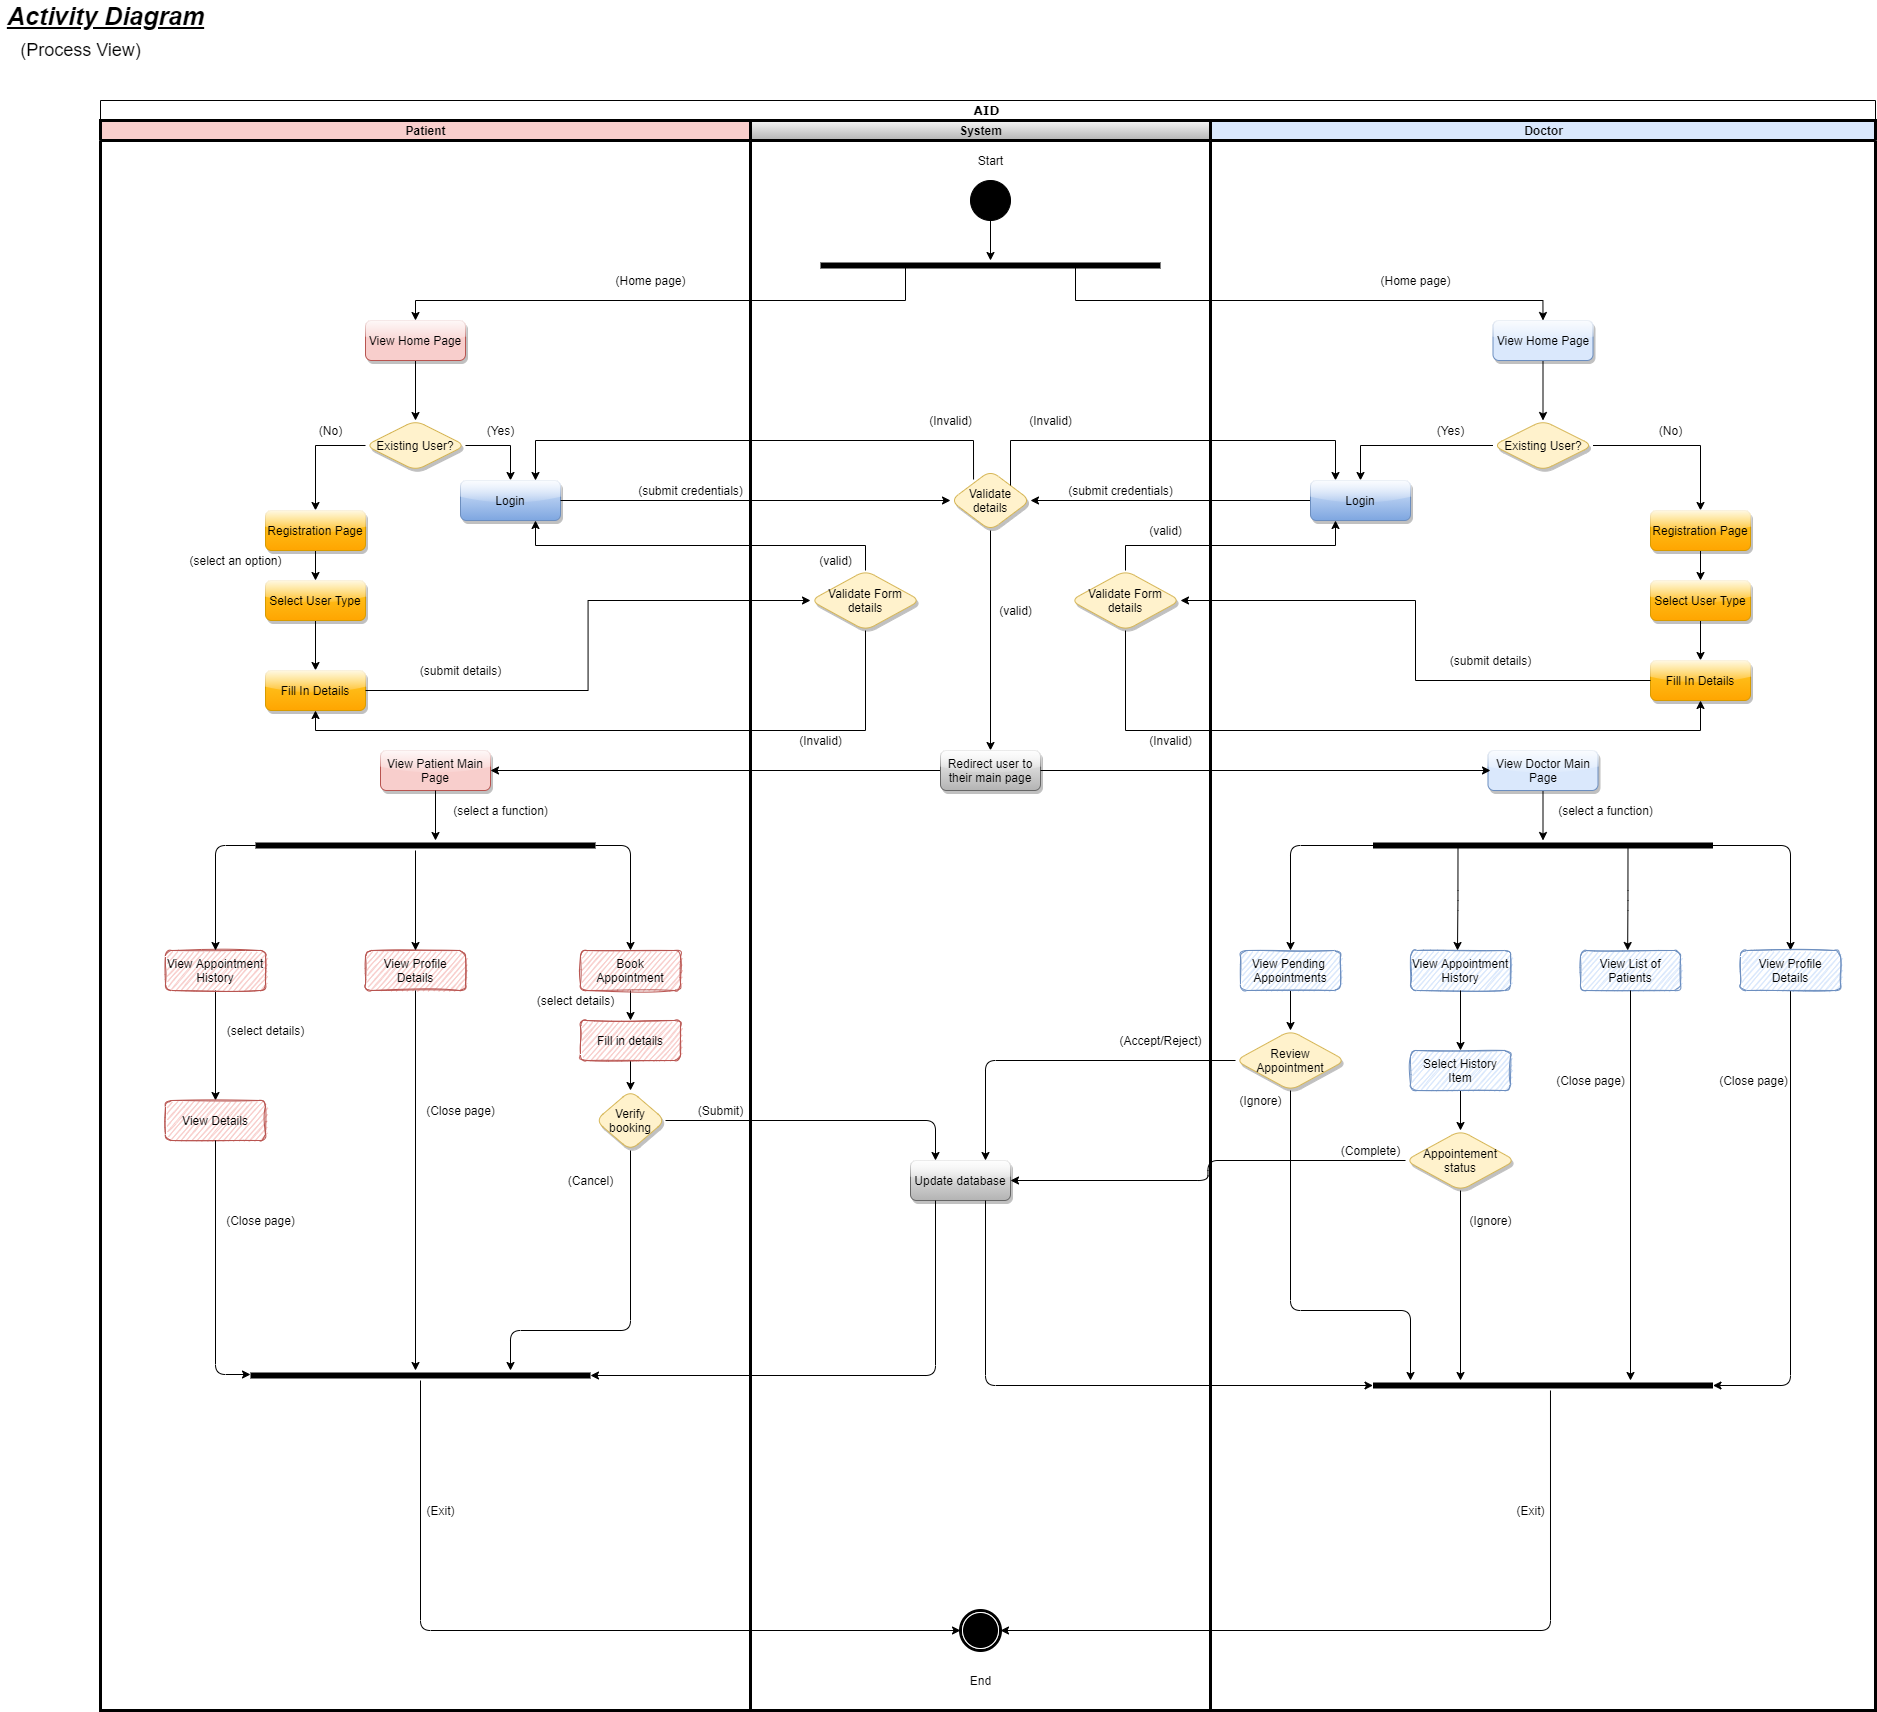 Activity Diagram
(Process View)
AID
Patient
System
Doctor
Start
(Home page)
(Home page)
View Home Page
View Home Page
(No)
Existing User?
(Yes)
(Invalid)
(Invalid)
(Yes)
Existing User?
(No)
Login
(submit credentials)
Validate
details
(submit credentials)
Login
Registration Page
(select an option)
(valid)
(valid)
Registration Page
Select User Type
Validate Form
details
(valid)
Validate Form
details
Select User Type
Fill In Details
(submit details)
(submit details)
Fill In Details
(Invalid)
(Invalid)
View Patient Main
Page
Redirect user to
their main page
View Doctor Main
Page
(select a function)
(select a function)
View Appointment
History
View Profile
Details
Book
Appointment
View Pending
Appointments
View Appointment
History
View List of
Patients
View Profile
Details
(select details)
(select details)
Fill in details
(Accept/Reject)
Review
Appointment
Select History
Item
(Close page)
(Close page)
(Ignore)
View Details
(Close page)
Verify
booking
(Submit)
(Complete)
Appointement
status
(Cancel)
Update database
(Close page)
(Ignore)
(Exit)
(Exit)
End